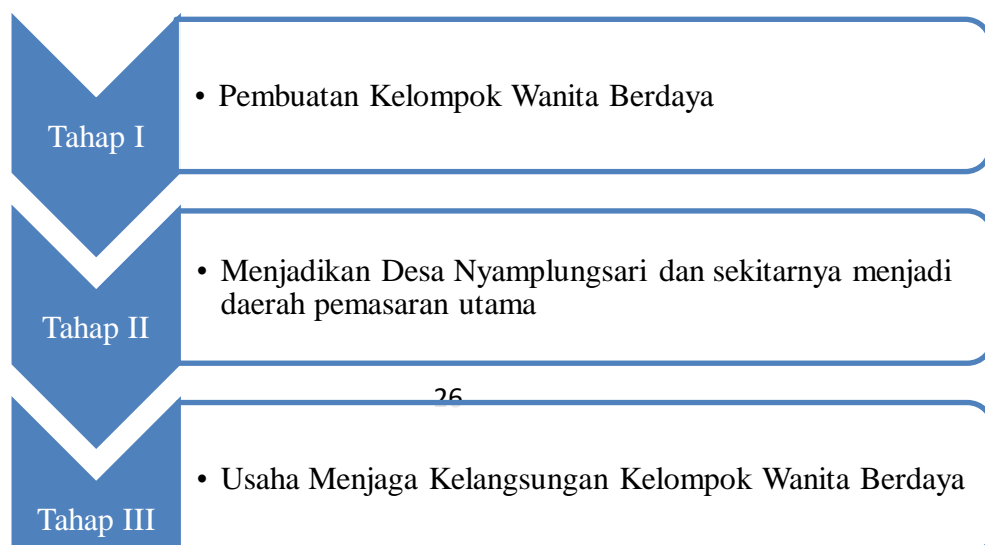 Tahap I
• Pembuatan Kelompok Wanita Berdaya
Tahap II
• Menjadikan Desa Nyamplungsari dan sekitarnya menjadi
daerah pemasaran utama
26
Tahap III
• Usaha Menjaga Kelangsungan Kelompok Wanita Berdaya